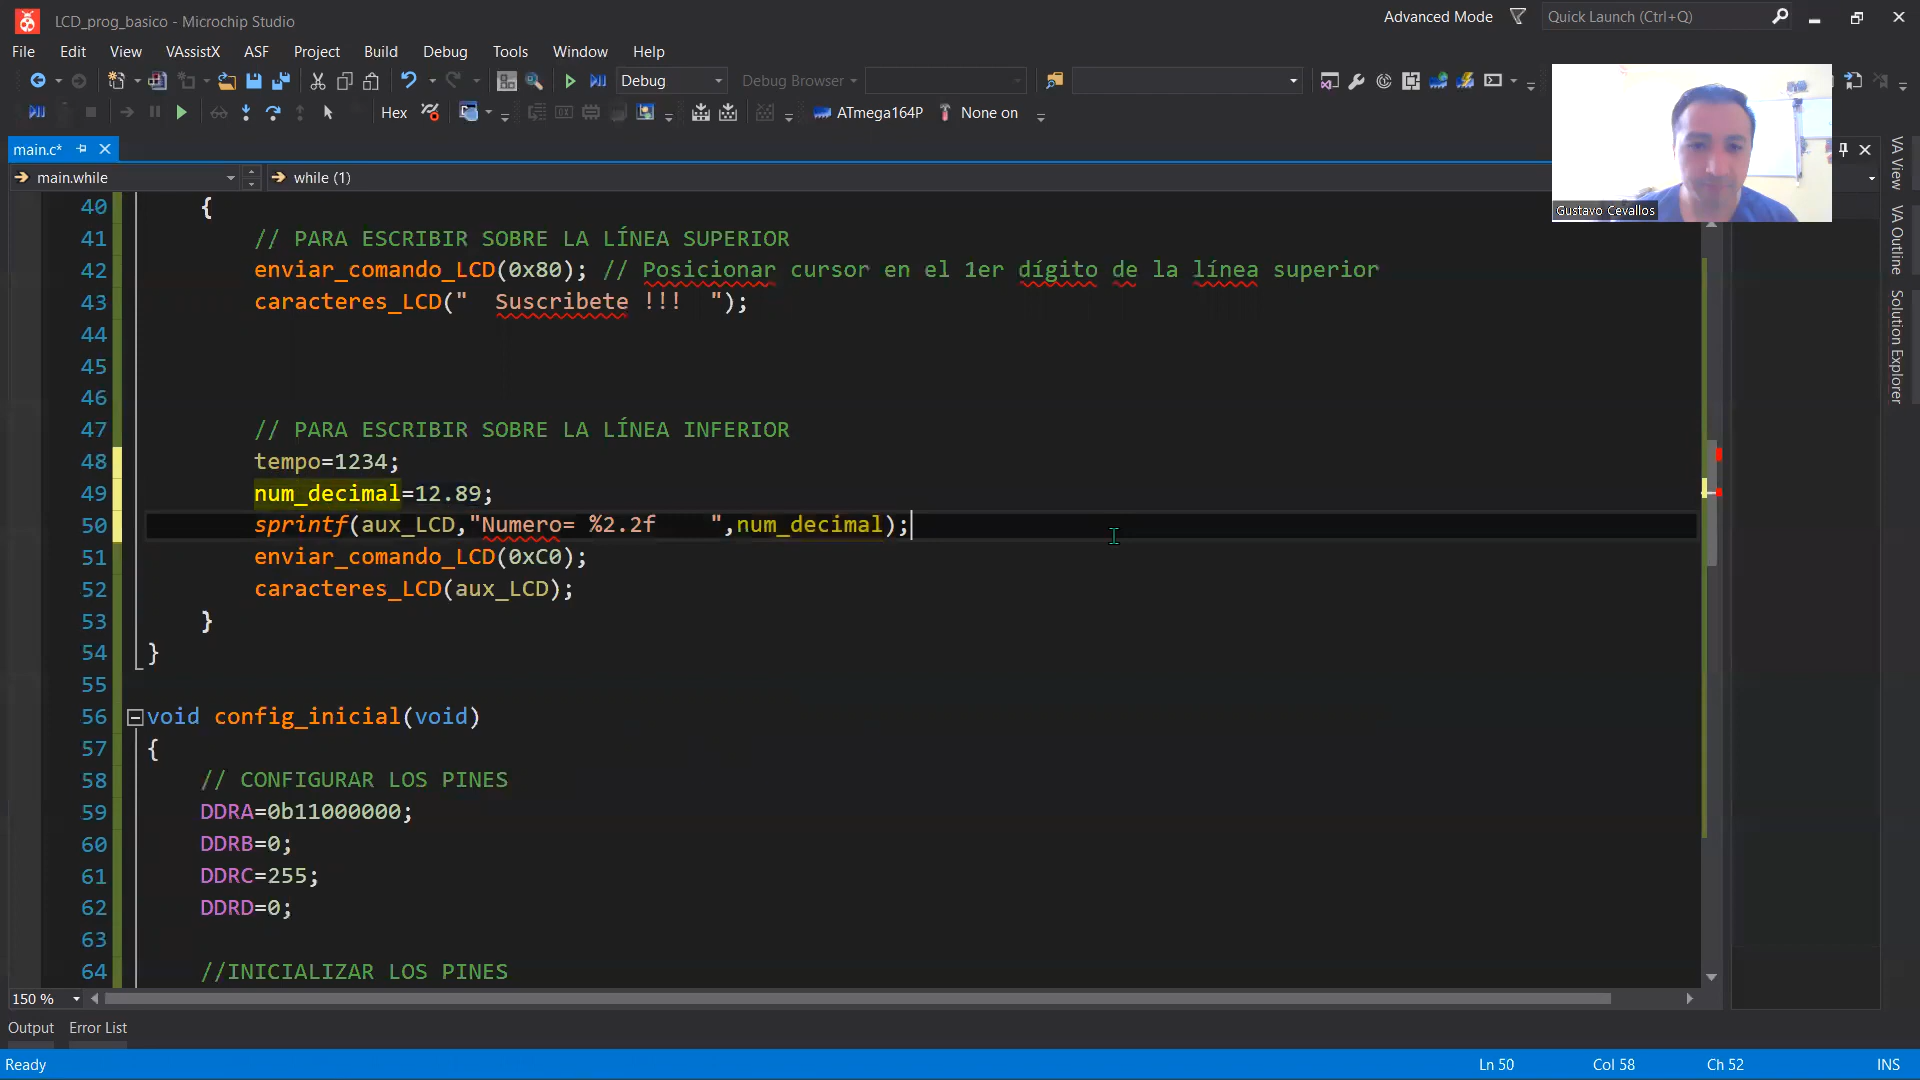 LCD_prog_basico - Microchip Studio
Advanced Mode
Quick Launch (Ctrl+Q)
File Edit View VAssistX ASF Project Build Debug Tools Window Help
Debug
Debug Browser
Hex
ATmega164P
None on
Gustavo Cevallos
main.c*
main.while
while (1)
VA View
VA Outline
Solution Explorer
40 {
41 // PARA ESCRIBIR SOBRE LA LÍNEA SUPERIOR
42 enviar_comando_LCD(0x80); // Posicionar cursor en el 1er dígito de la línea superior
43 caracteres_LCD("  Suscribete !!!  ");
44
45
46
47 // PARA ESCRIBIR SOBRE LA LÍNEA INFERIOR
48 tempo=1234;
49 num_decimal=12.89;
50 sprintf(aux_LCD,"Numero= %2.2f    ",num_decimal);
51 enviar_comando_LCD(0xC0);
52 caracteres_LCD(aux_LCD);
53 }
54 }
55
56 void config_inicial(void)
57 {
58 // CONFIGURAR LOS PINES
59 DDRA=0b11000000;
60 DDRB=0;
61 DDRC=255;
62 DDRD=0;
63
64 //INICIALIZAR LOS PINES
150 %
Output Error List
Ready
Ln 50 Col 58 Ch 52 INS